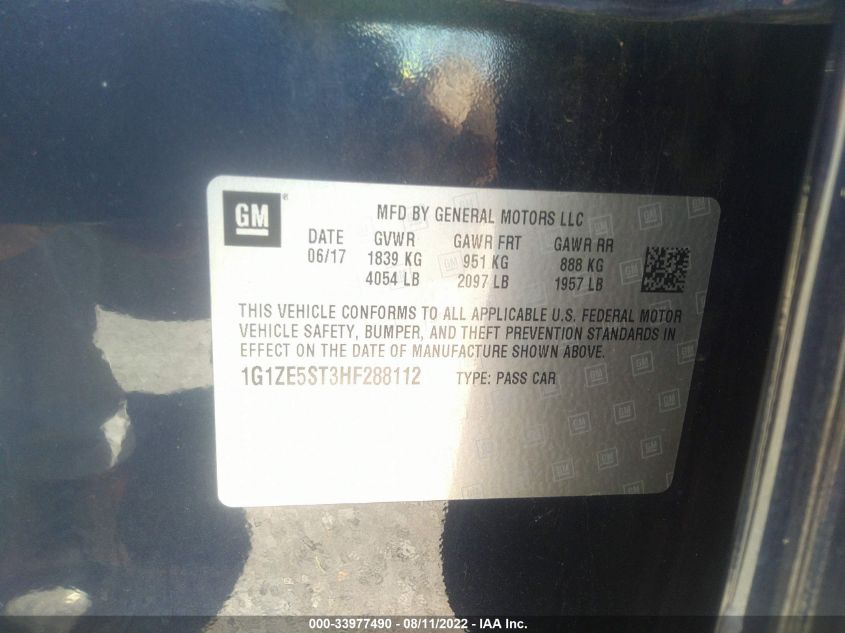 GM ® MFD BY GENERAL MOTORS LLC
DATE GVWR GAWR FRT GAWR RR
06/17 1839 KG 951 KG 888 KG
4054 LB 2097 LB 1957 LB
THIS VEHICLE CONFORMS TO ALL APPLICABLE U.S. FEDERAL MOTOR
VEHICLE SAFETY, BUMPER, AND THEFT PREVENTION STANDARDS IN
EFFECT ON THE DATE OF MANUFACTURE SHOWN ABOVE.
1G1ZE5ST3HF288112 TYPE: PASS CAR
000-33977490 - 08/11/2022 - IAA Inc.